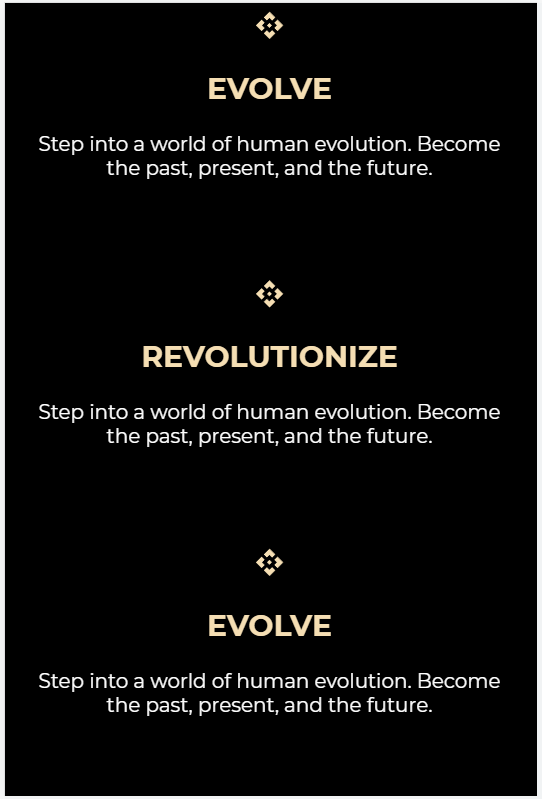 EVOLVE
Step into a world of human evolution. Become
the past, present, and the future.
REVOLUTIONIZE
Step into a world of human evolution. Become
the past, present, and the future.
EVOLVE
Step into a world of human evolution. Become
the past, present, and the future.